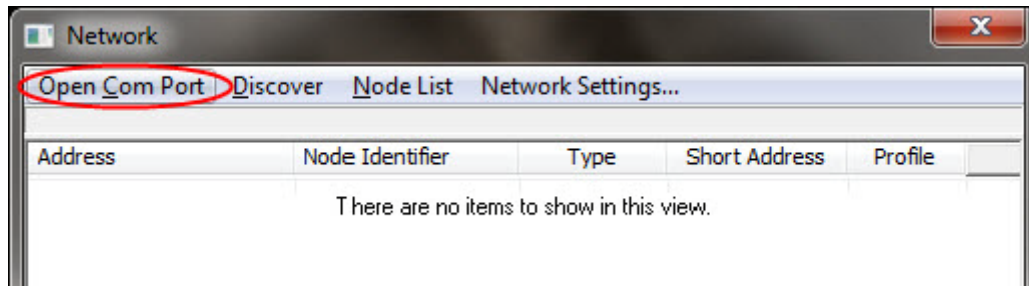 Network
Open Com Port Discover Node List Network Settings...
Address Node Identifier Type Short Address Profile
There are no items to show in this view.